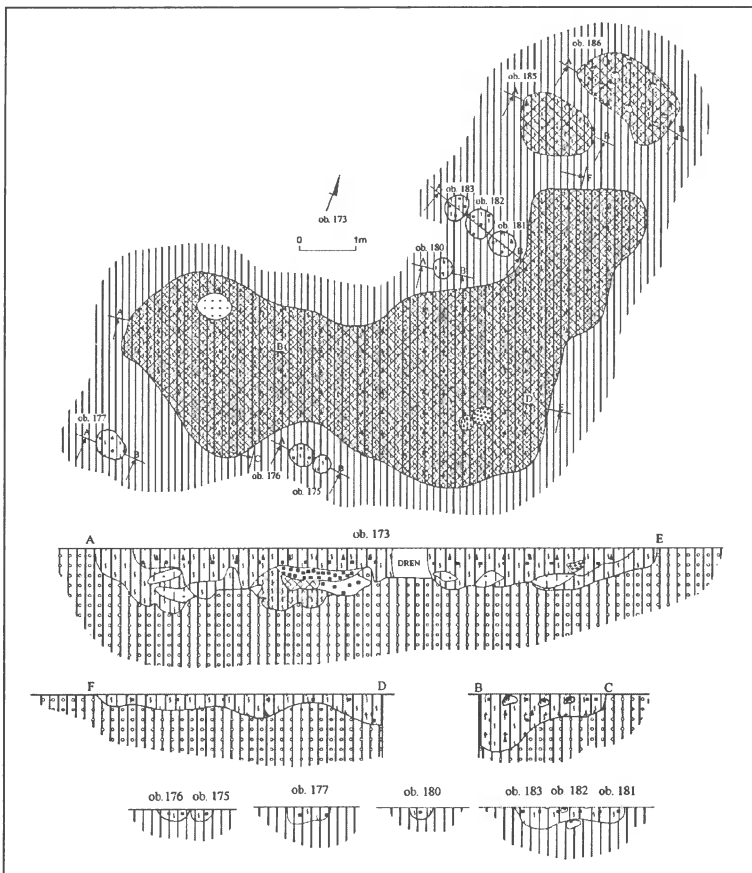 ob. 186
A
ob. 185
A
B
B
F
ob. 183
A
ob. 182
ob. 181
B
ob. 173
0 1m
ob. 180
A
B
A
B
D
E
ob. 177
A
B
C
A
B
ob. 176
ob. 175
ob. 173
A
E
DREN
F
D
B
C
ob. 176 ob. 175
ob. 177
ob. 180
ob. 183 ob. 182 ob. 181